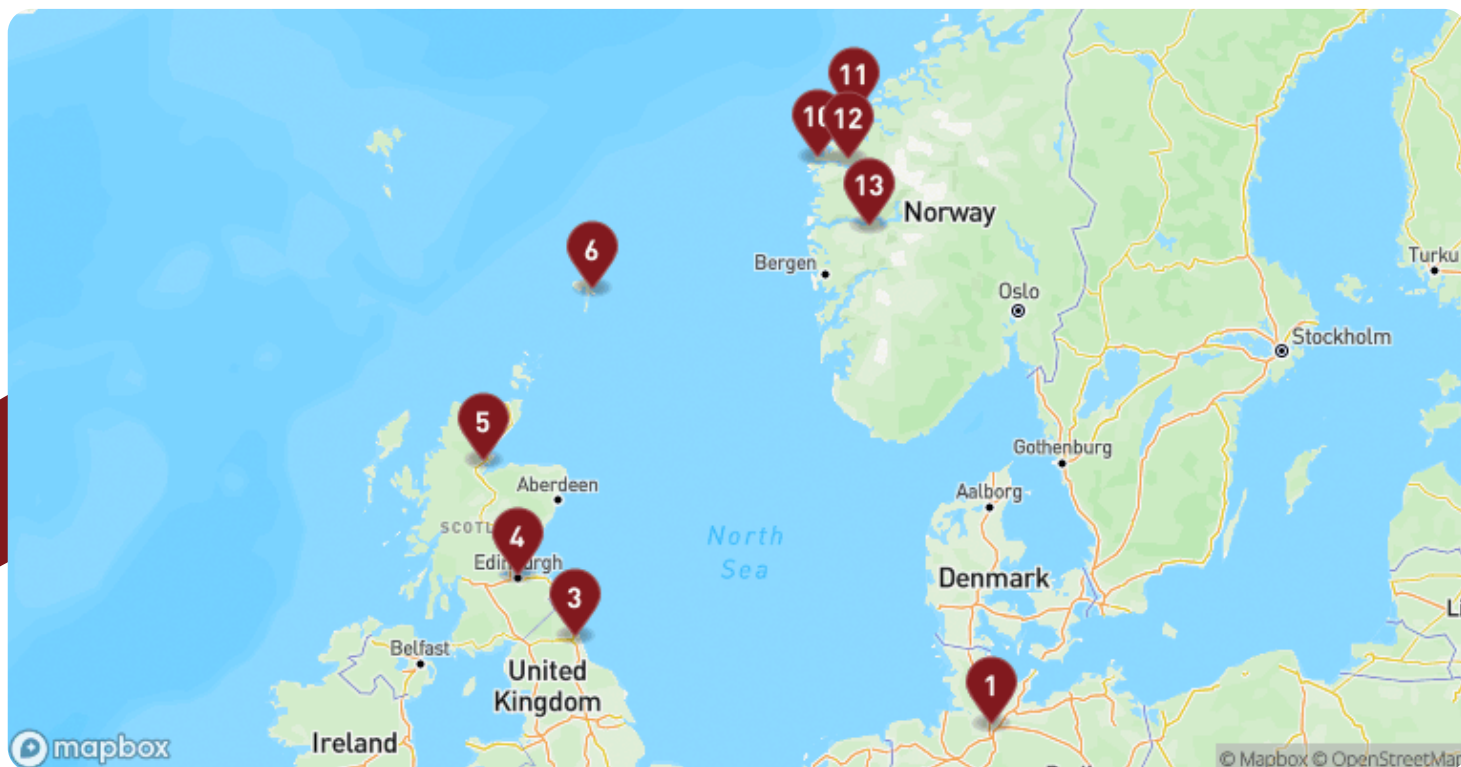 11
10
12
13
Norway
6
Bergen
Turku
Oslo
Stockholm
5
Gothenburg
Aberdeen
Aalborg
4
North
Sea
Edinburgh
Denmark
3
Belfast
United
Kingdom
1
Ireland
mapbox
© Mapbox © OpenStreetMap